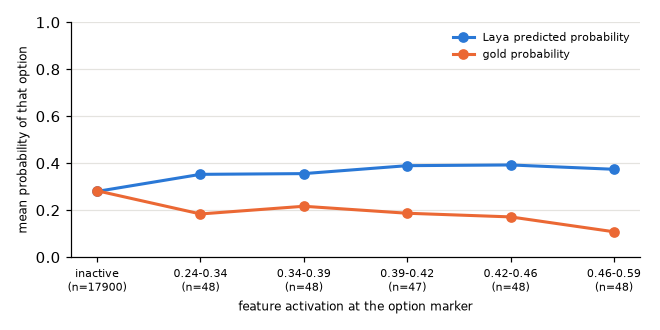 1.0
0.8
0.6
0.4
0.2
0.0
mean probability of that option
Laya predicted probability
gold probability
inactive 0.24-0.34 0.34-0.39 0.39-0.42 0.42-0.46 0.46-0.59
(n=17900) (n=48) (n=48) (n=47) (n=48) (n=48)
feature activation at the option marker